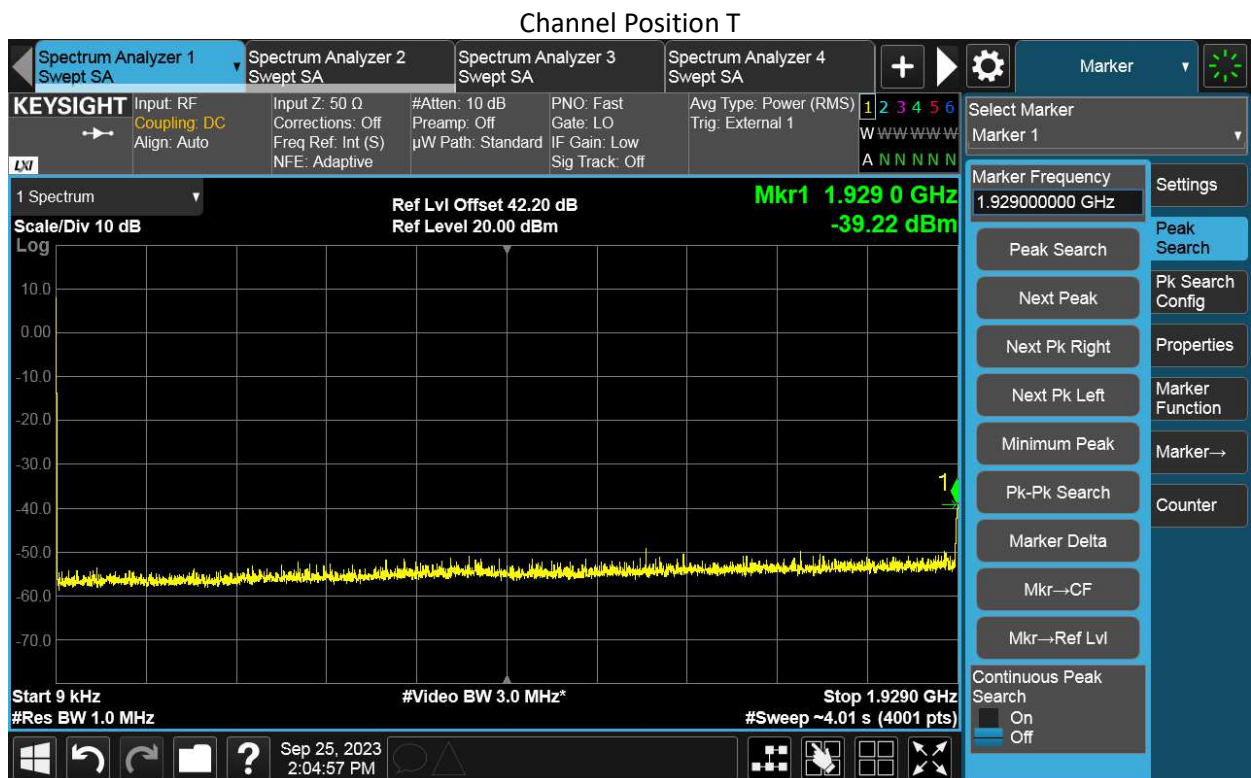 Channel Position T
Spectrum Analyzer 1
Swept SA
Spectrum Analyzer 2
Swept SA
Spectrum Analyzer 3
Swept SA
Spectrum Analyzer 4
Swept SA
Marker
KEYSIGHT
LXI
Input: RF
Coupling: DC
Align: Auto
Input Z: 50 Ω
Corrections: Off
Freq Ref: Int (S)
NFE: Adaptive
#Atten: 10 dB
Preamp: Off
µW Path: Standard
PNO: Fast
Gate: LO
IF Gain: Low
Sig Track: Off
Avg Type: Power (RMS)
Trig: External 1
1 2 3 4 5 6
W W W W W W
A N N N N N
Select Marker
Marker 1
1 Spectrum
Scale/Div 10 dB
Ref Lvl Offset 42.20 dB
Ref Level 20.00 dBm
Mkr1 1.929 0 GHz
-39.22 dBm
Log
10.0
0.00
-10.0
-20.0
-30.0
-40.0
-50.0
-60.0
-70.0
1
Start 9 kHz
#Res BW 1.0 MHz
#Video BW 3.0 MHz*
Stop 1.9290 GHz
#Sweep ~4.01 s (4001 pts)
Marker Frequency
1.929000000 GHz
Peak Search
Next Peak
Next Pk Right
Next Pk Left
Minimum Peak
Pk-Pk Search
Marker Delta
Mkr→CF
Mkr→Ref Lvl
Continuous Peak
Search
On
Off
Settings
Peak
Search
Pk Search
Config
Properties
Marker
Function
Marker→
Counter
?
Sep 25, 2023
2:04:57 PM